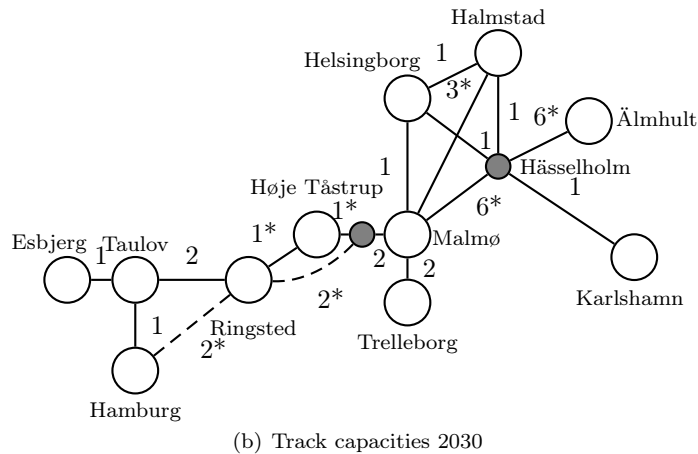 Halmstad
Helsingborg
1
3*
1
6*
Älmhult
1
Hässelholm
1
1
6*
Høje Tåstrup
1*
Esbjerg
Taulov
1
2
1*
2
Malmø
2
Karlshamn
2*
Ringsted
1
2*
Trelleborg
Hamburg
(b) Track capacities 2030